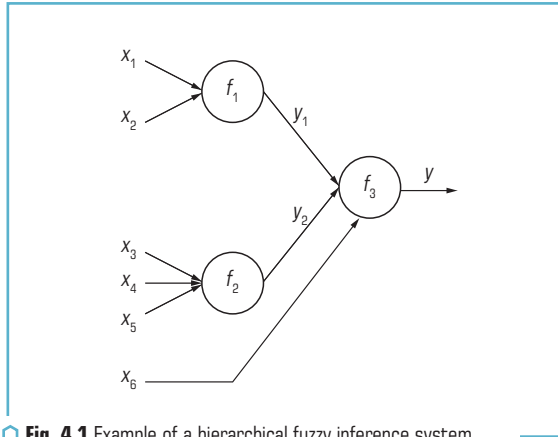 x1
x2
f1
y1
f3
y
y2
x3
x4
x5
f2
x6
Fig. 4.1 Example of a hierarchical fuzzy inference system